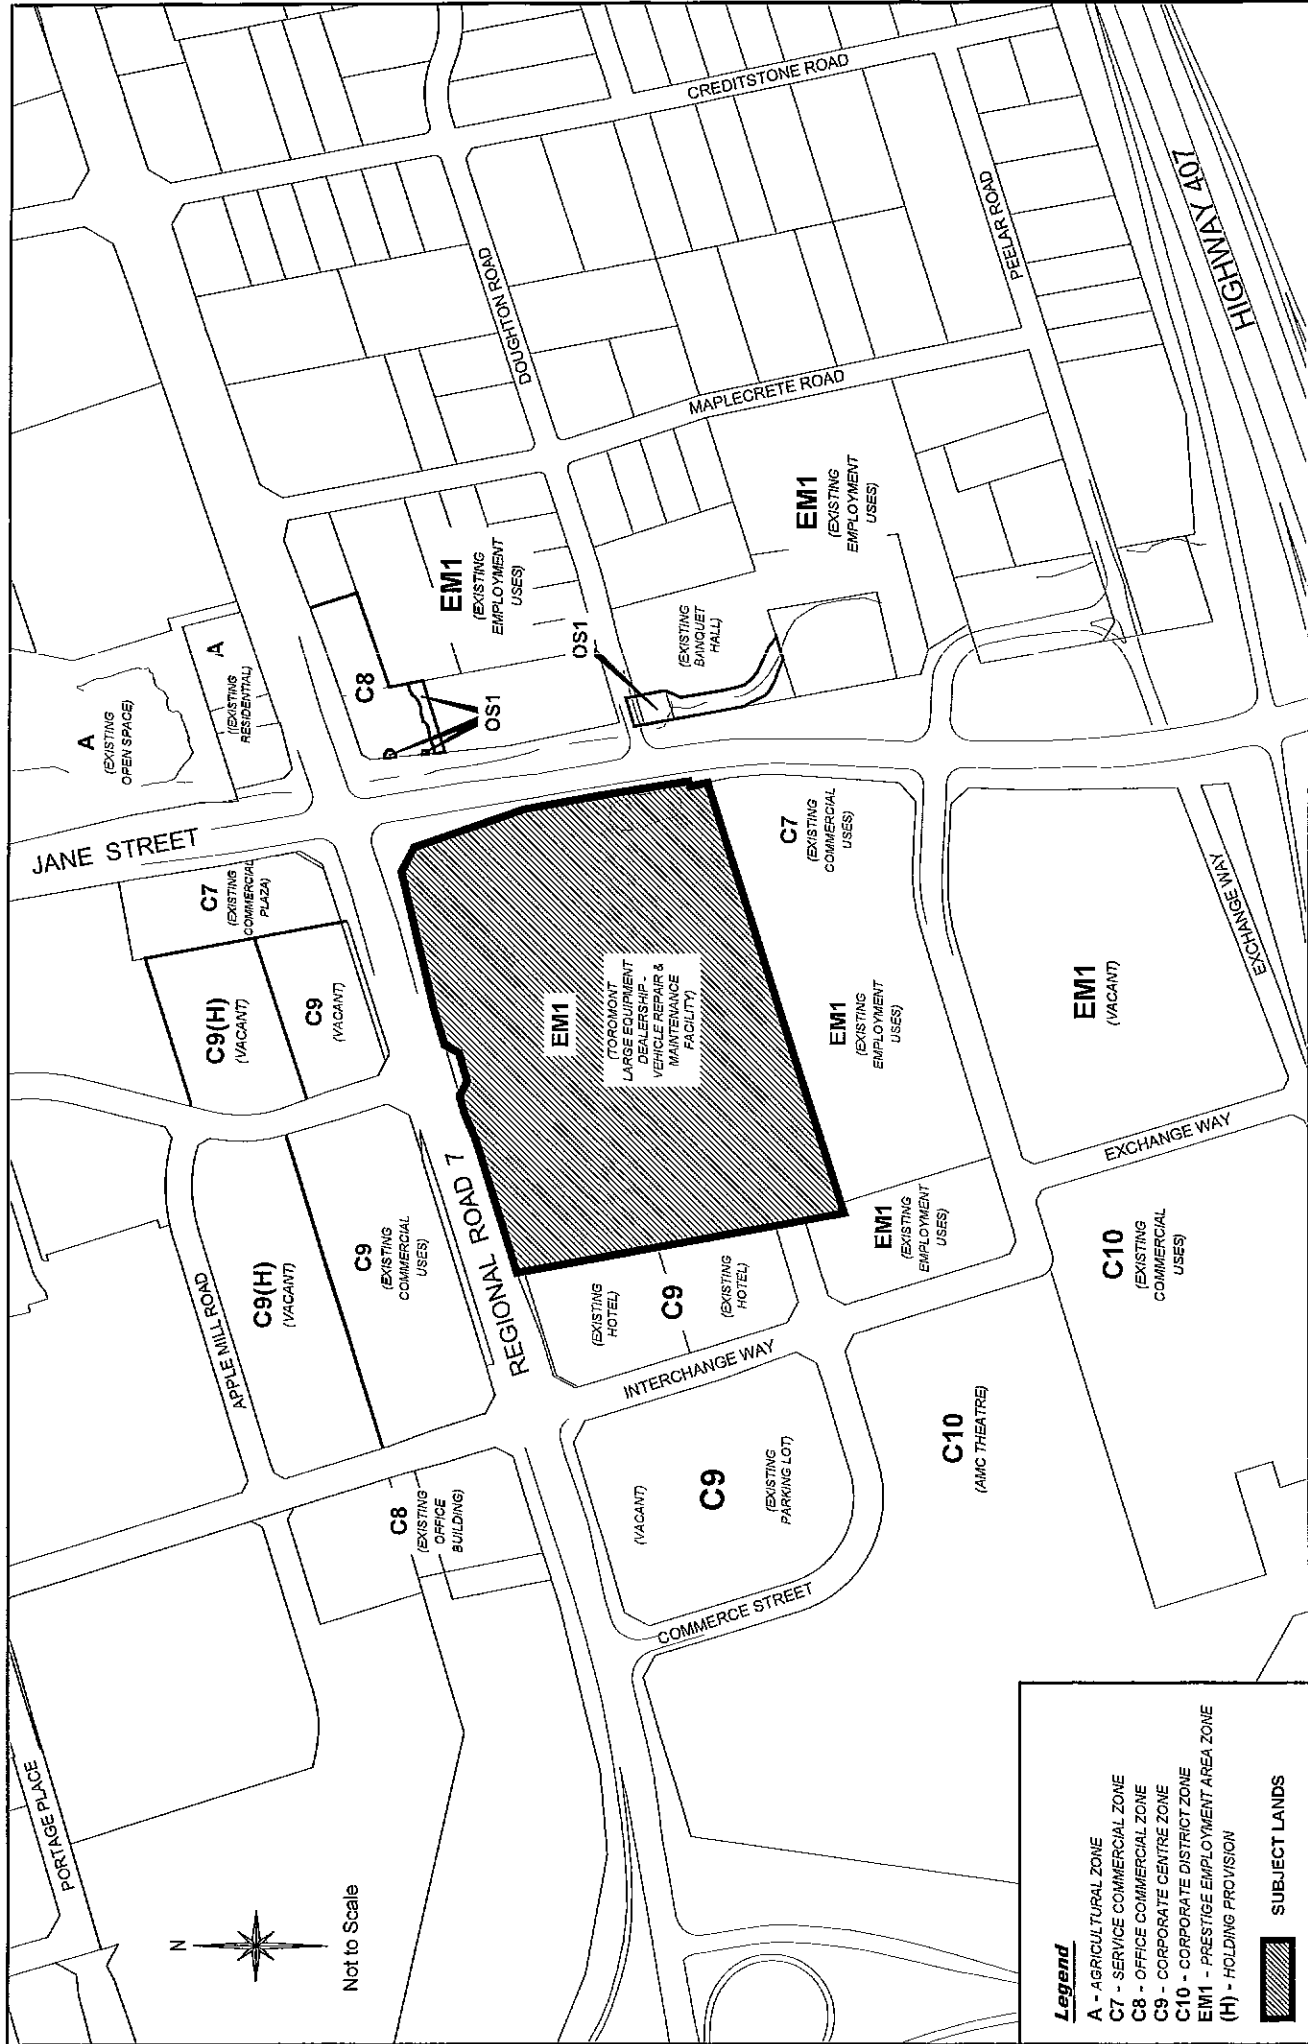 PORTAGE PLACE
N
Not to Scale
JANE STREET
A
(EXISTING
OPEN SPACE)
A
((EXISTING
RESIDENTIAL)
C7
(EXISTING
COMMERCIAL
PLAZA)
C9(H)
(VACANT)
C9
(VACANT)
APPLE MILL ROAD
C9(H)
(VACANT)
C9
(EXISTING
COMMERCIAL
USES)
REGIONAL ROAD 7
C8
(EXISTING
OFFICE
BUILDING)
C8
OS1
EM1
(EXISTING
EMPLOYMENT
USES)
DOUGHTON ROAD
CREDITSTONE ROAD
OS1
(EXISTING
BANQUET
HALL)
MAPLECRETE ROAD
EM1
(EXISTING
EMPLOYMENT
USES)
PEELAR ROAD
HIGHWAY 407
EM1
(TOROMONT
LARGE EQUIPMENT
DEALERSHIP -
VEHICLE REPAIR &
MAINTENANCE
FACILITY)
C7
(EXISTING
COMMERCIAL
USES)
(EXISTING
HOTEL)
C9
(EXISTING
HOTEL)
INTERCHANGE WAY
EM1
(EXISTING
EMPLOYMENT
USES)
EM1
(EXISTING
EMPLOYMENT
USES)
(VACANT)
C9
(EXISTING
PARKING LOT)
COMMERCE STREET
C10
(AMC THEATRE)
C10
(EXISTING
COMMERCIAL
USES)
EXCHANGE WAY
EM1
(VACANT)
EXCHANGE WAY
Legend
A - AGRICULTURAL ZONE
C7 - SERVICE COMMERCIAL ZONE
C8 - OFFICE COMMERCIAL ZONE
C9 - CORPORATE CENTRE ZONE
C10 - CORPORATE DISTRICT ZONE
EM1 - PRESTIGE EMPLOYMENT AREA ZONE
(H) - HOLDING PROVISION
SUBJECT LANDS